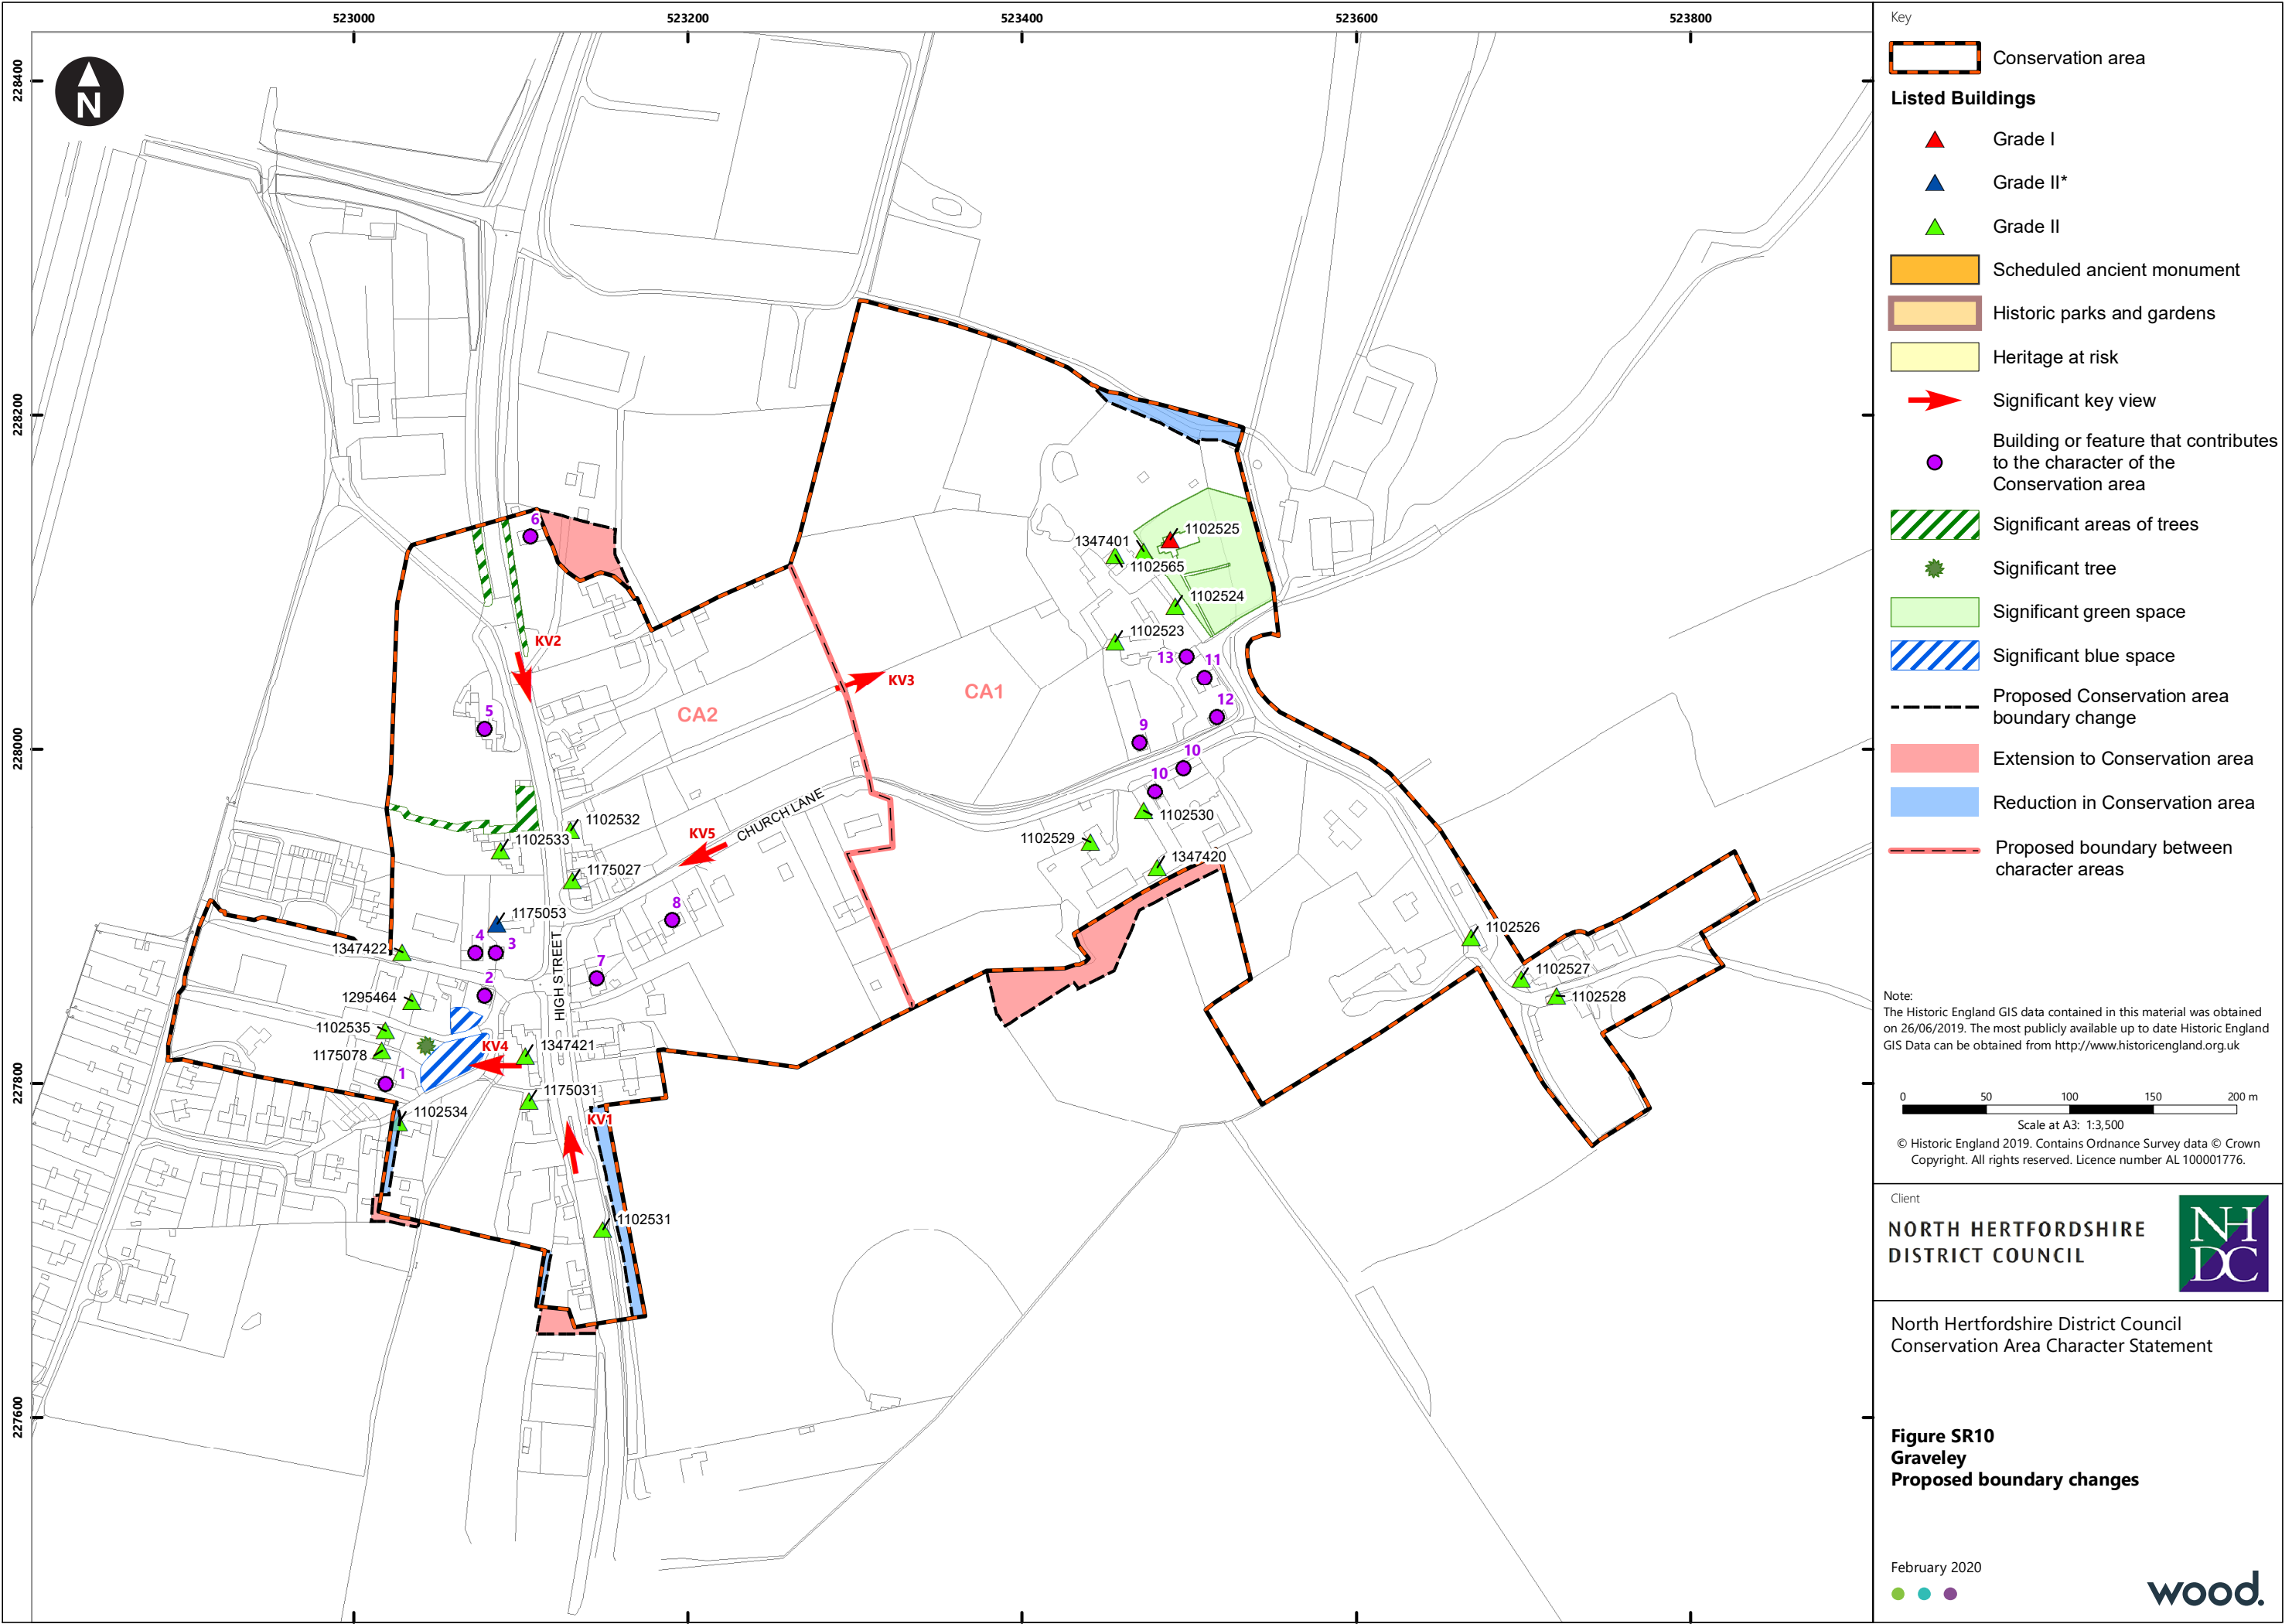 523000
523200
523400
523600
523800
228400
228200
228000
227800
227600
N
6
KV2
5
KV3
CA1
CA2
1102525
1347401
1102565
1102524
1102523
13
11
12
9
10
10
1102530
1102529
1347420
1102532
1102533
1175027
KV5
CHURCH LANE
8
1175053
4
3
1347422
2
7
HIGH STREET
1295464
1102535
1175078
KV4
1347421
1
1175031
1102534
KV1
1102531
1102526
1102527
1102528
Key
Conservation area
Listed Buildings
Grade I
Grade II*
Grade II
Scheduled ancient monument
Historic parks and gardens
Heritage at risk
Significant key view
Building or feature that contributes
to the character of the
Conservation area
Significant areas of trees
Significant tree
Significant green space
Significant blue space
Proposed Conservation area
boundary change
Extension to Conservation area
Reduction in Conservation area
Proposed boundary between
character areas
Note:
The Historic England GIS data contained in this material was obtained
on 26/06/2019. The most publicly available up to date Historic England
GIS Data can be obtained from http://www.historicengland.org.uk
0 50 100 150 200 m
Scale at A3: 1:3,500
© Historic England 2019. Contains Ordnance Survey data © Crown
Copyright. All rights reserved. Licence number AL 100001776.
Client
NORTH HERTFORDSHIRE
DISTRICT COUNCIL
NH
DC
North Hertfordshire District Council
Conservation Area Character Statement
Figure SR10
Graveley
Proposed boundary changes
February 2020
wood.